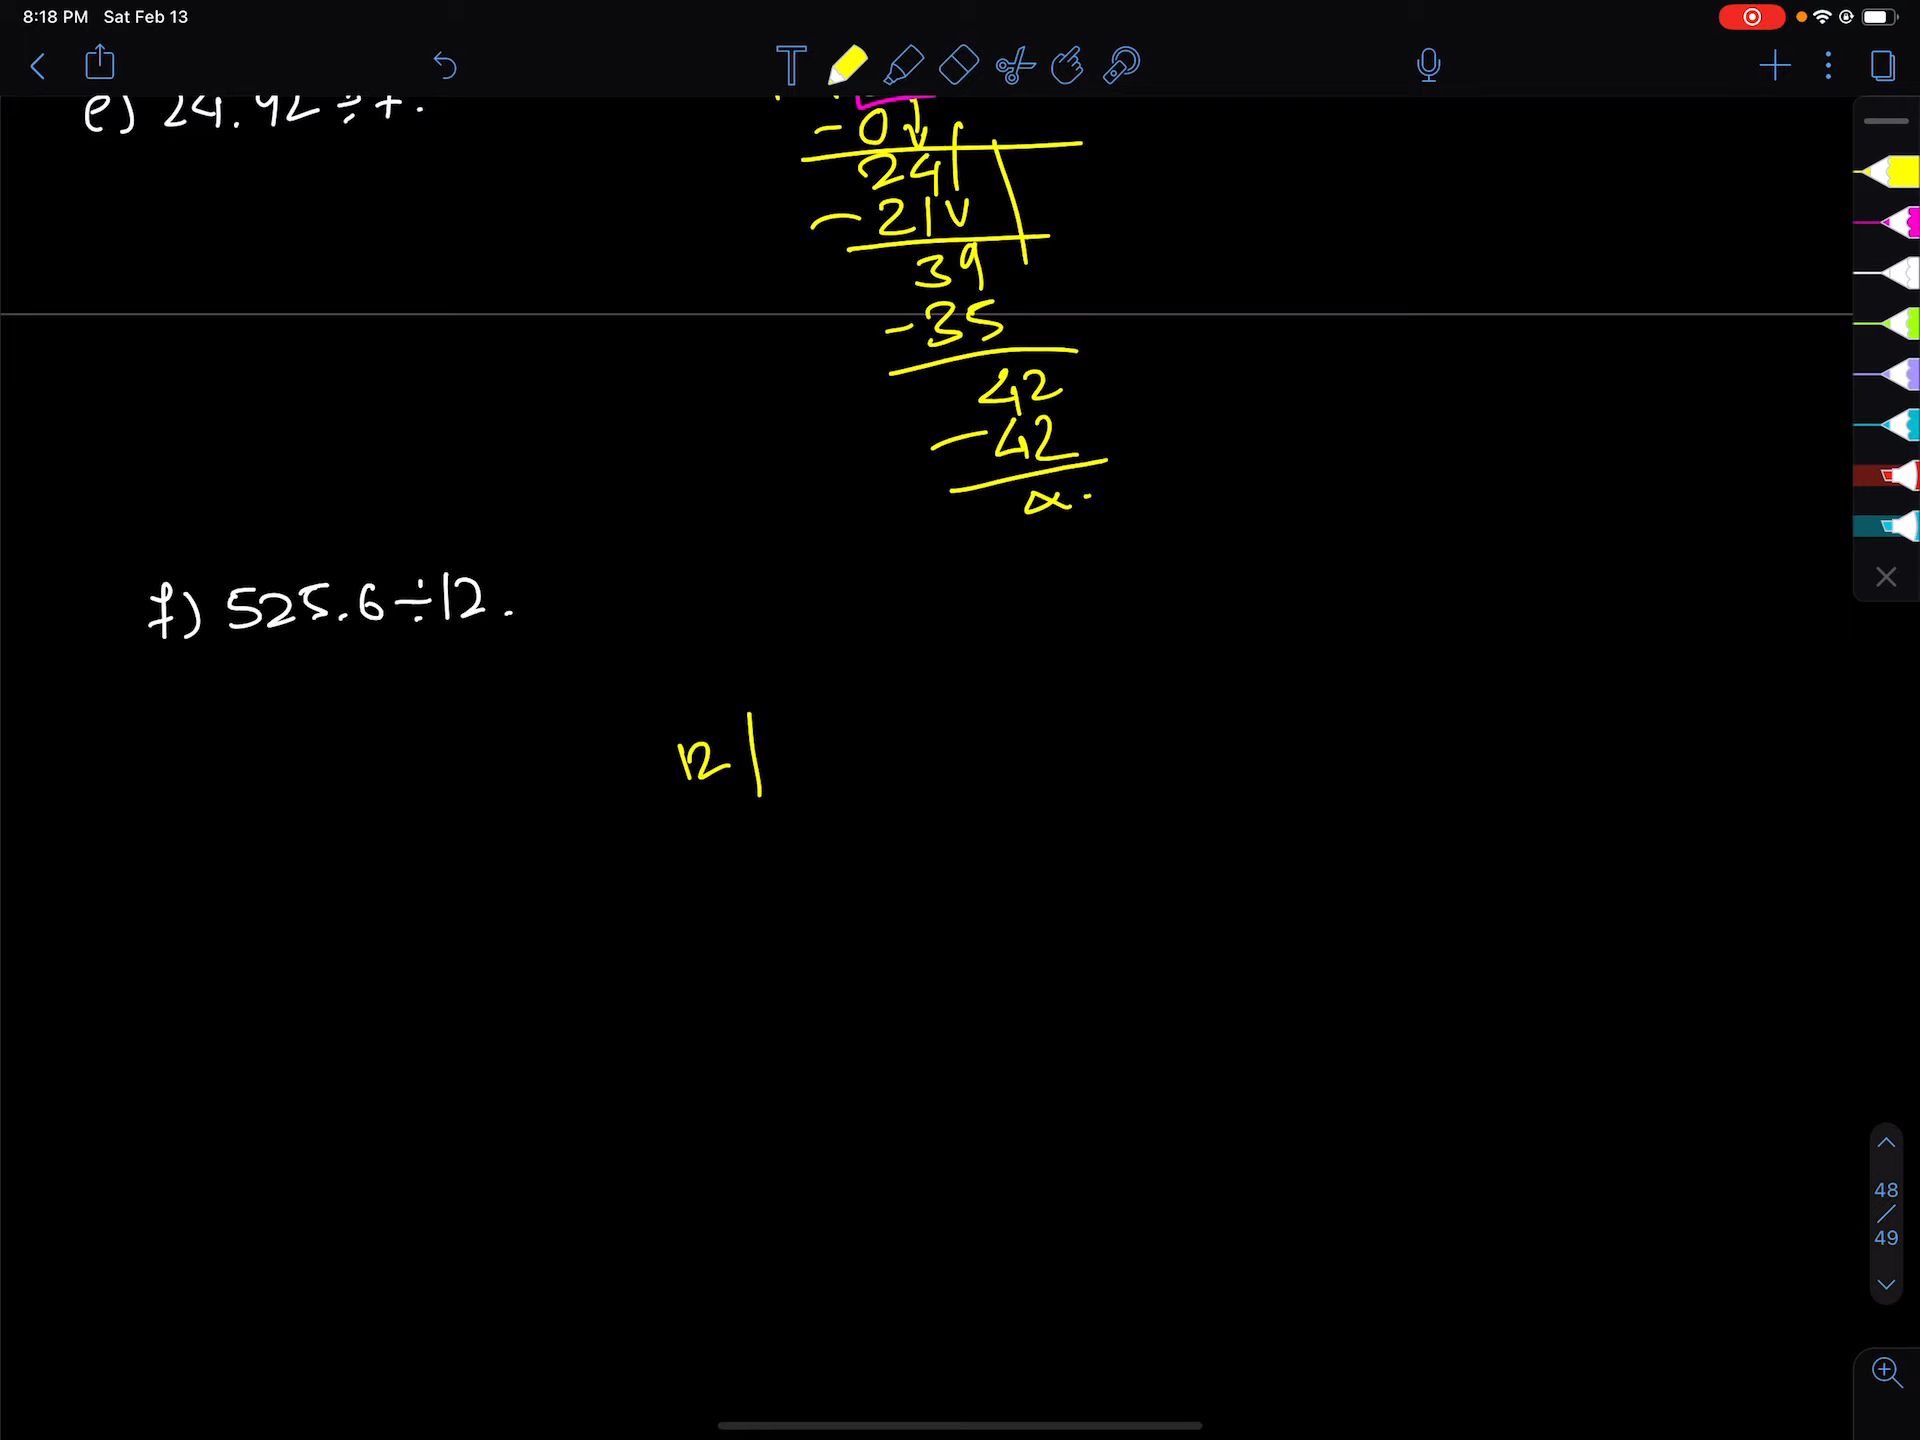 8:18 PM Sat Feb 13
T
e) 24.92 ÷ 7.
- 0
24
- 21
39
- 35
42
- 42
x.
f) 525.6 ÷ 12.
12
48
49